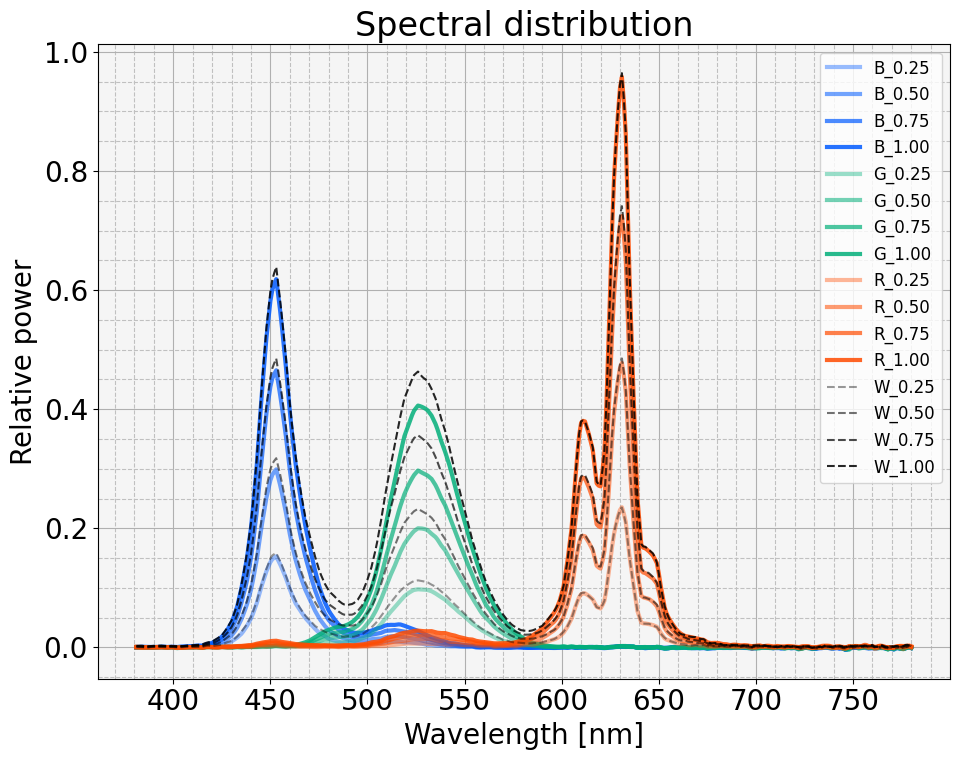 Spectral distribution
1.0
0.8
0.6
0.4
0.2
0.0
Relative power
400
450
500
550
600
650
700
750
Wavelength [nm]
B_0.25
B_0.50
B_0.75
B_1.00
G_0.25
G_0.50
G_0.75
G_1.00
R_0.25
R_0.50
R_0.75
R_1.00
W_0.25
W_0.50
W_0.75
W_1.00